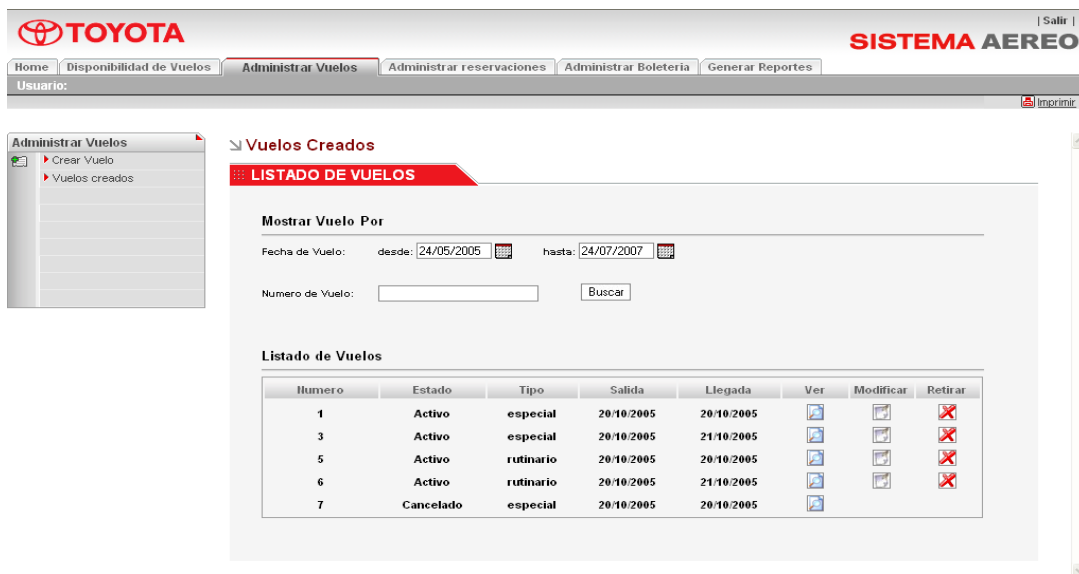 | Salir |
TOYOTA
SISTEMA AEREO
Home Disponibilidad de Vuelos Administrar Vuelos Administrar reservaciones Administrar Boleteria Generar Reportes
Usuario:
Imprimir
Administrar Vuelos
Crear Vuelo
Vuelos creados
Vuelos Creados
LISTADO DE VUELOS
Mostrar Vuelo Por
Fecha de Vuelo: desde: 24/05/2005 hasta: 24/07/2007
Numero de Vuelo: Buscar
Listado de Vuelos
Numero Estado Tipo Salida Llegada Ver Modificar Retirar
1 Activo especial 20/10/2005 20/10/2005
3 Activo especial 20/10/2005 21/10/2005
5 Activo rutinario 20/10/2005 20/10/2005
6 Activo rutinario 20/10/2005 21/10/2005
7 Cancelado especial 20/10/2005 20/10/2005